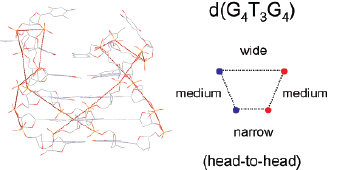 d(G₄T₃G₄)
wide
medium medium
narrow
(head-to-head)